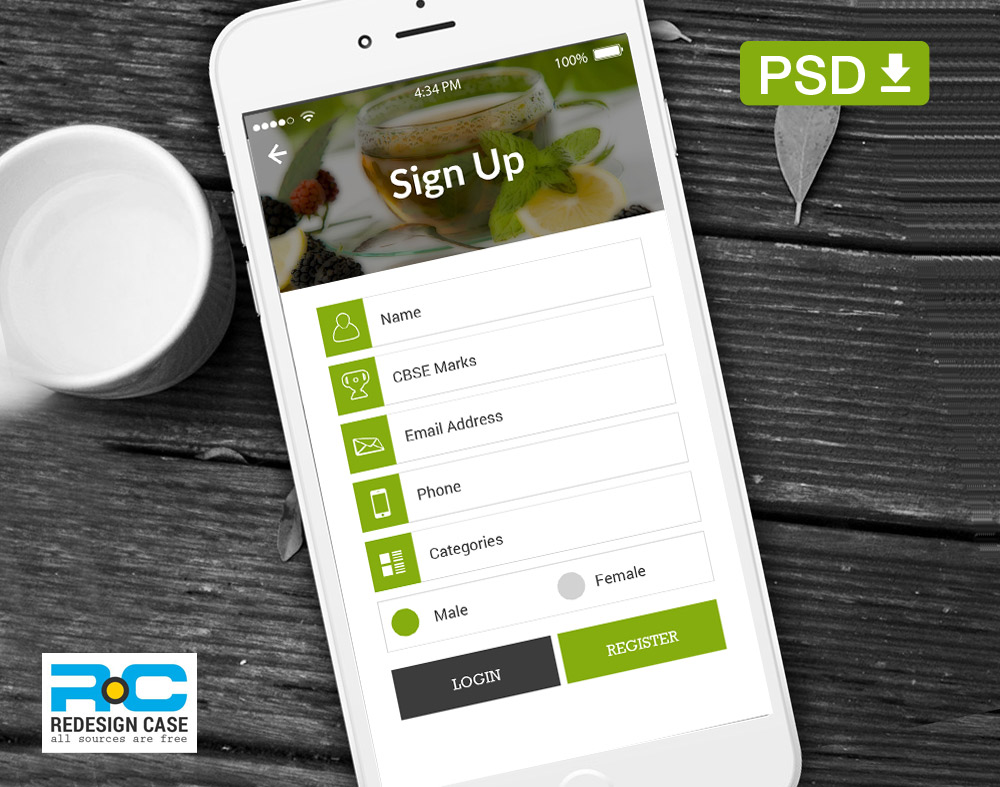 PSD
100%
4:34 PM
Sign Up
Name
CBSE Marks
Email Address
Phone
Categories
Male
Female
LOGIN
REGISTER
RC
REDESIGN CASE
all sources are free